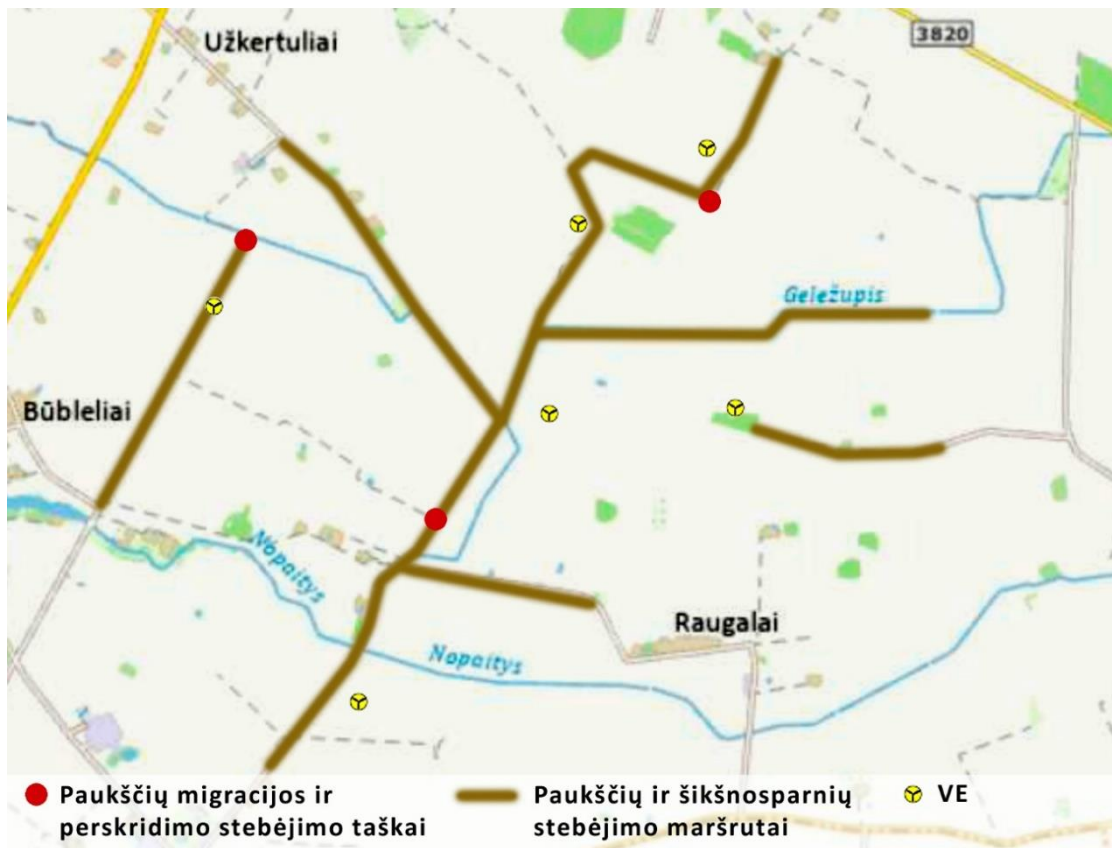 Užkertuliai
3820
Geležupis
Būbleliai
Nopaitys
Raugalai
Nopaitys
Paukščių migracijos ir
perskridimo stebėjimo taškai
Paukščių ir šikšnosparnių
stebėjimo maršrutai
VE